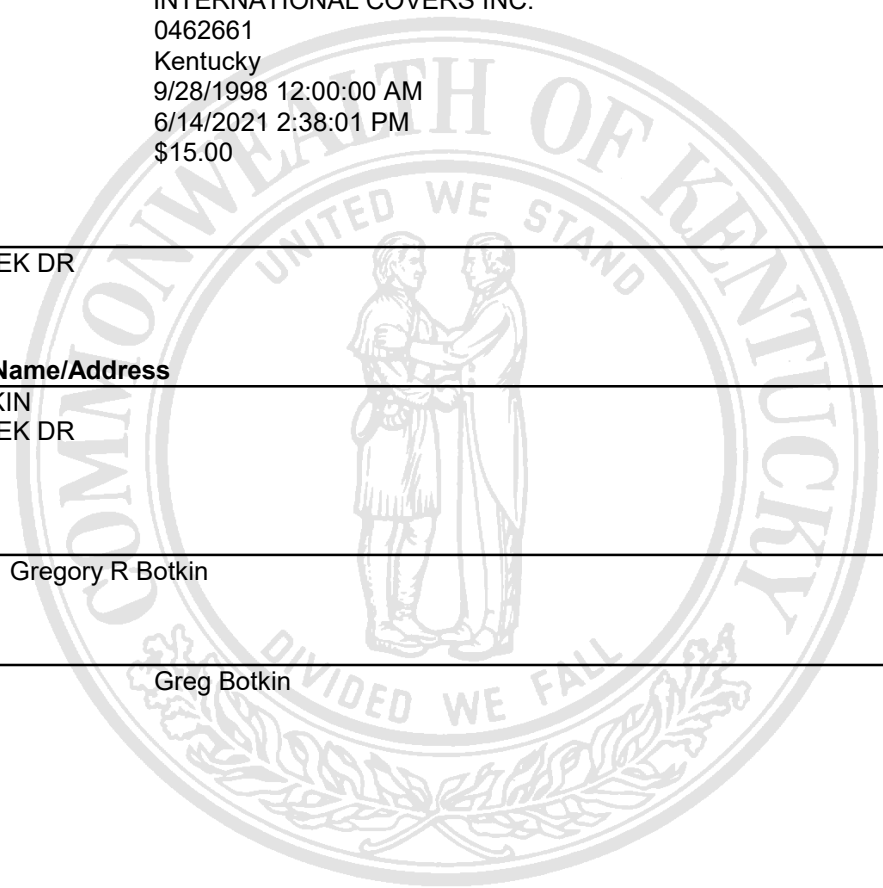 INTERNATIONAL COVERS INC.
0462661
Kentucky
9/28/1998 12:00:00 AM
6/14/2021 2:38:01 PM
$15.00
EK DR
Name/Address
KIN
EK DR
Gregory R Botkin
Greg Botkin
COMMONWEALTH OF KENTUCKY
UNITED WE STAND
DIVIDED WE FALL